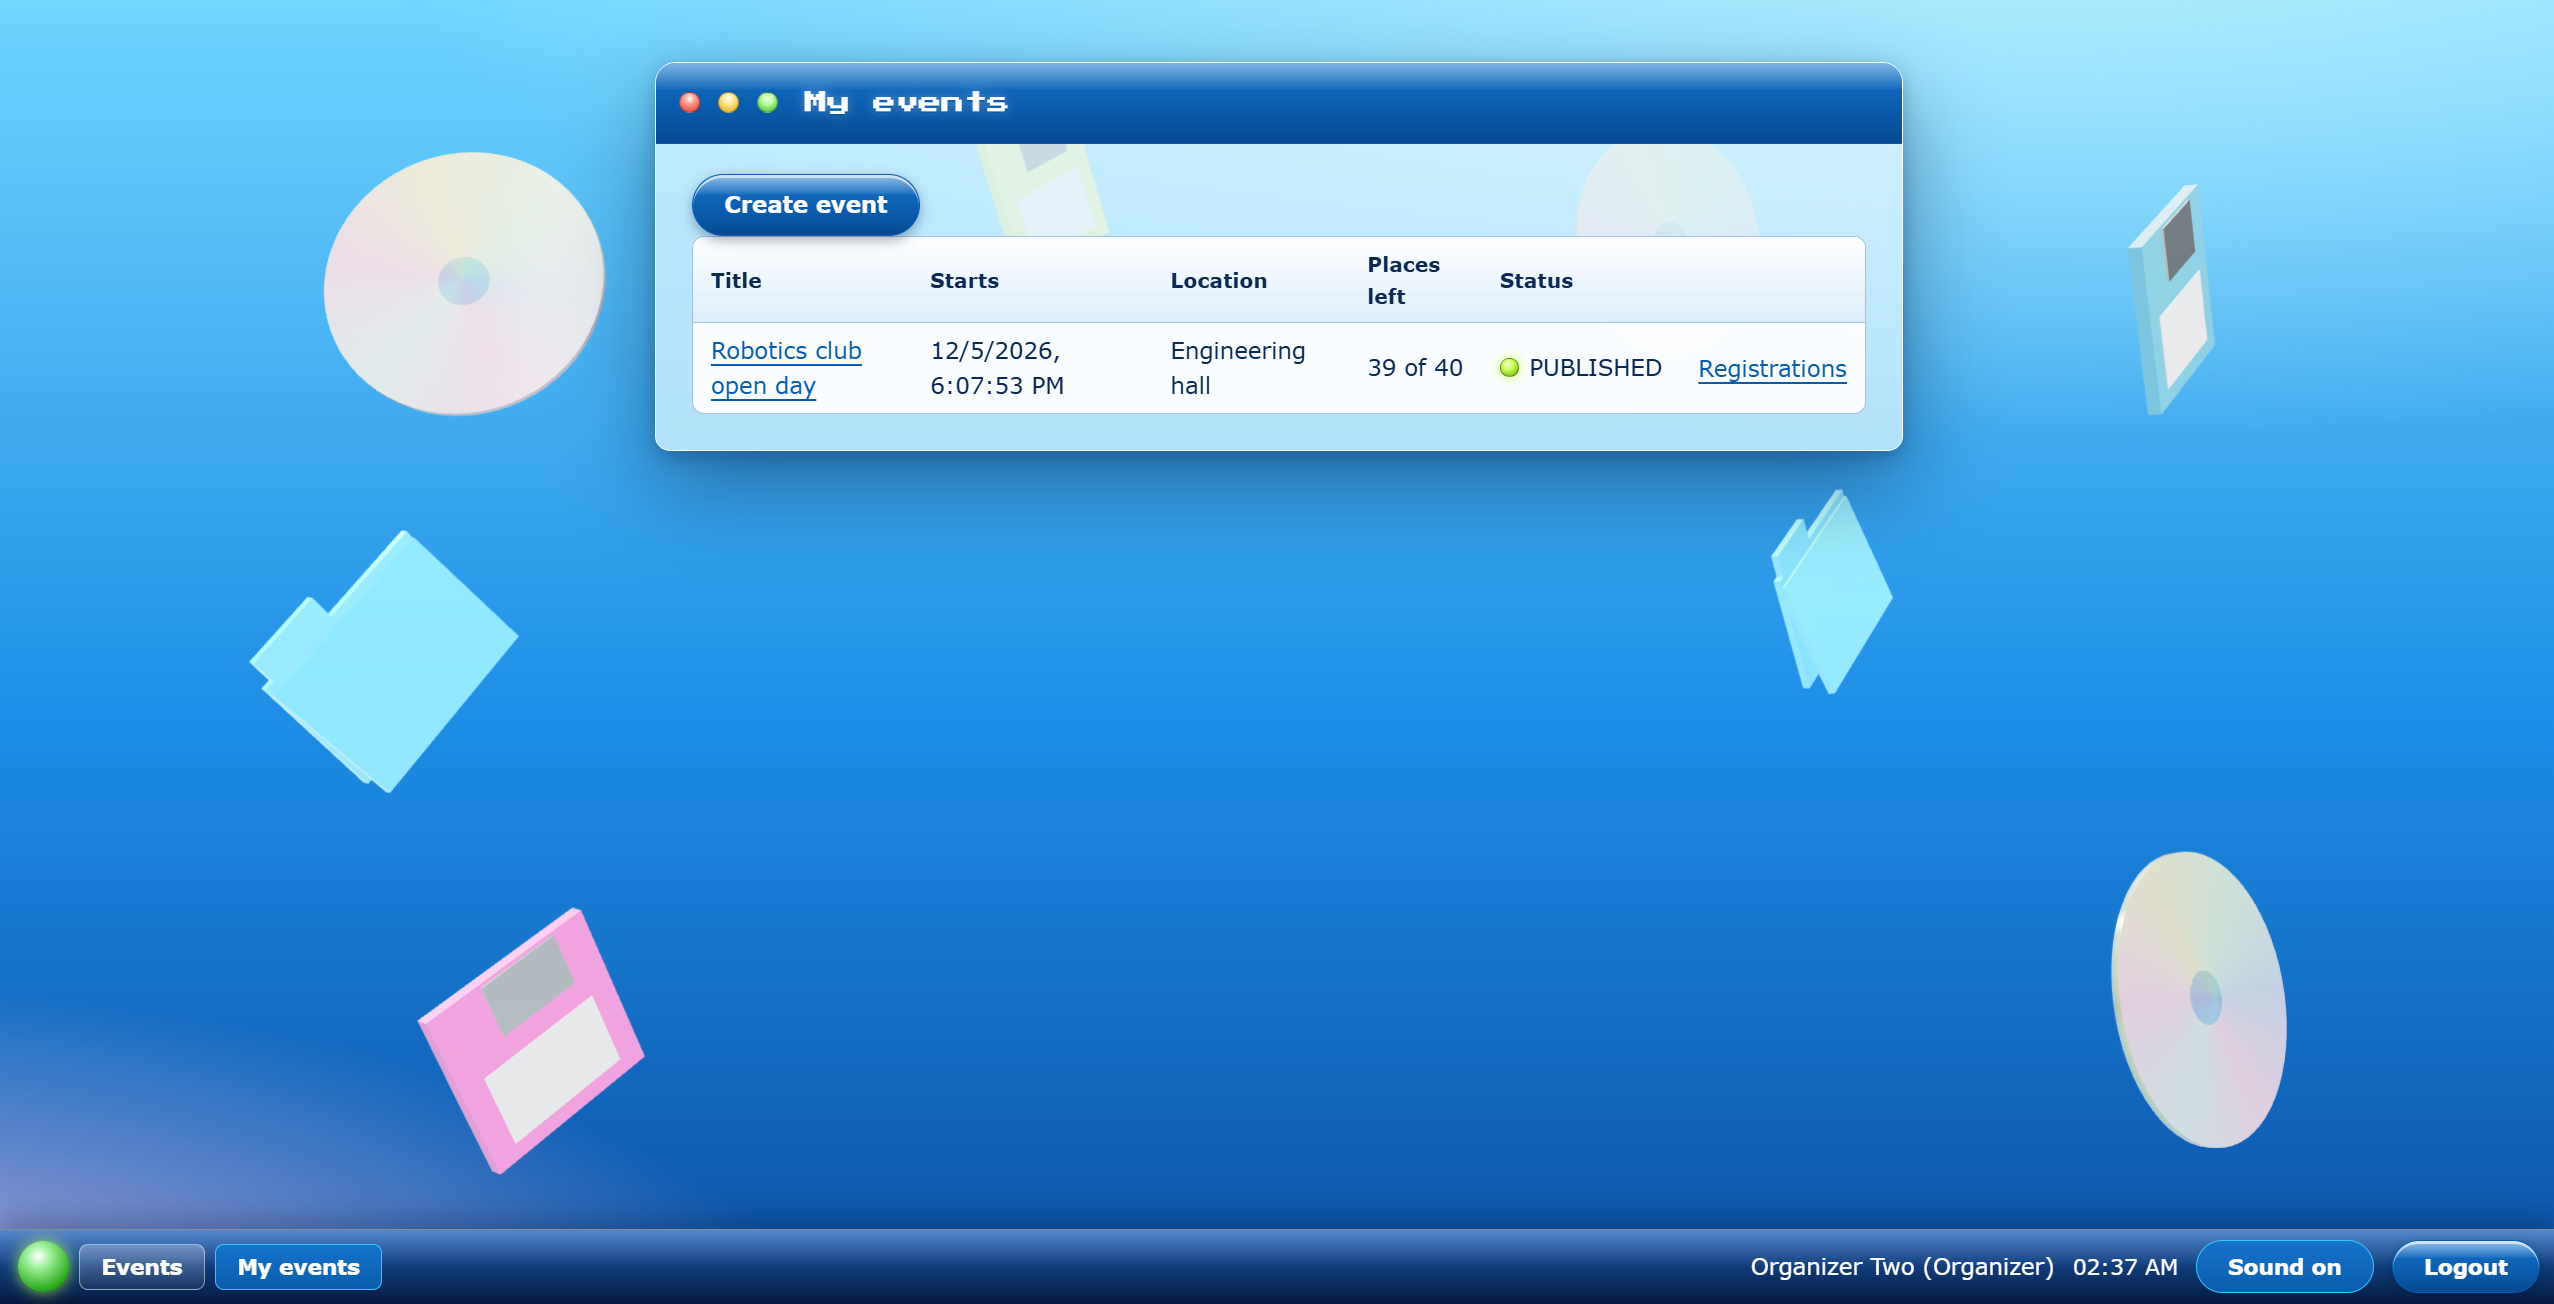 My events
Create event
Title Starts Location Places left Status
Robotics club open day 12/5/2026, 6:07:53 PM Engineering hall 39 of 40 PUBLISHED Registrations
Events My events Organizer Two (Organizer) 02:37 AM Sound on Logout